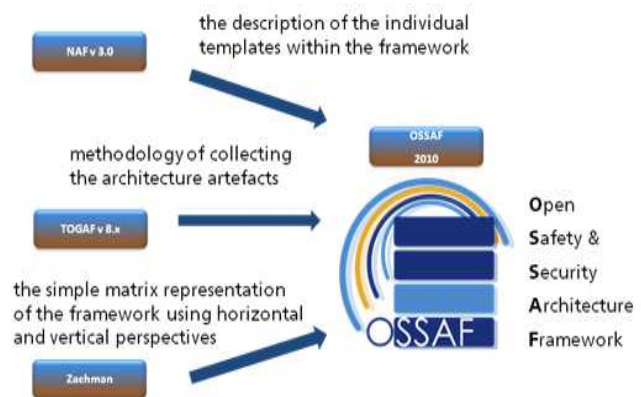 the description of the individual
templates within the framework
NAF v 3.0
OSSAF
2010
methodology of collecting
the architecture artefacts
TOGAF v 8.x
the simple matrix representation
of the framework using horizontal
and vertical perspectives
Zachman
OSSAF
Open
Safety &
Security
Architecture
Framework